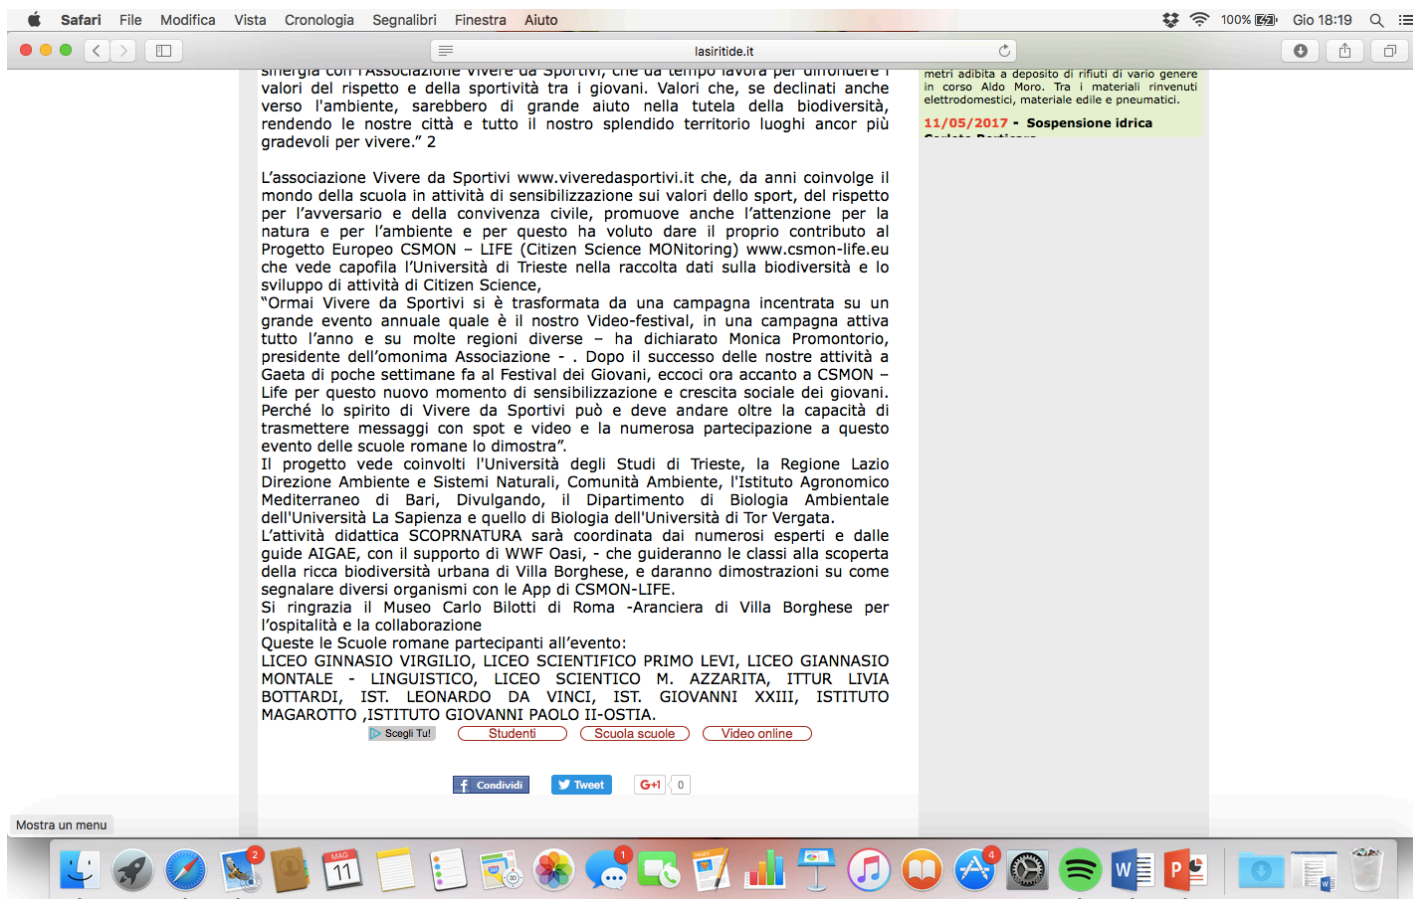 Safari File Modifica Vista Cronologia Segnalibri Finestra Aiuto 100% Gio 18:19
lasiritide.it
sinergia con l'Associazione Vivere da Sportivi, che da tempo lavora per diffondere i
valori del rispetto e della sportività tra i giovani. Valori che, se declinati anche
verso l'ambiente, sarebbero di grande aiuto nella tutela della biodiversità,
rendendo le nostre città e tutto il nostro splendido territorio luoghi ancor più
gradevoli per vivere.” 2
L’associazione Vivere da Sportivi www.viveredasportivi.it che, da anni coinvolge il
mondo della scuola in attività di sensibilizzazione sui valori dello sport, del rispetto
per l’avversario e della convivenza civile, promuove anche l’attenzione per la
natura e per l’ambiente e per questo ha voluto dare il proprio contributo al
Progetto Europeo CSMON – LIFE (Citizen Science MONitoring) www.csmon-life.eu
che vede capofila l’Università di Trieste nella raccolta dati sulla biodiversità e lo
sviluppo di attività di Citizen Science,
“Ormai Vivere da Sportivi si è trasformata da una campagna incentrata su un
grande evento annuale quale è il nostro Video-festival, in una campagna attiva
tutto l’anno e su molte regioni diverse – ha dichiarato Monica Promontorio,
presidente dell’omonima Associazione - . Dopo il successo delle nostre attività a
Gaeta di poche settimane fa al Festival dei Giovani, eccoci ora accanto a CSMON –
Life per questo nuovo momento di sensibilizzazione e crescita sociale dei giovani.
Perché lo spirito di Vivere da Sportivi può e deve andare oltre la capacità di
trasmettere messaggi con spot e video e la numerosa partecipazione a questo
evento delle scuole romane lo dimostra”.
Il progetto vede coinvolti l'Università degli Studi di Trieste, la Regione Lazio
Direzione Ambiente e Sistemi Naturali, Comunità Ambiente, l'Istituto Agronomico
Mediterraneo di Bari, Divulgando, il Dipartimento di Biologia Ambientale
dell'Università La Sapienza e quello di Biologia dell'Università di Tor Vergata.
L’attività didattica SCOPRNATURA sarà coordinata dai numerosi esperti e dalle
guide AIGAE, con il supporto di WWF Oasi, - che guideranno le classi alla scoperta
della ricca biodiversità urbana di Villa Borghese, e daranno dimostrazioni su come
segnalare diversi organismi con le App di CSMON-LIFE.
Si ringrazia il Museo Carlo Bilotti di Roma -Aranciera di Villa Borghese per
l’ospitalità e la collaborazione
Queste le Scuole romane partecipanti all’evento:
LICEO GINNASIO VIRGILIO, LICEO SCIENTIFICO PRIMO LEVI, LICEO GIANNASIO
MONTALE - LINGUISTICO, LICEO SCIENTICO M. AZZARITA, ITTUR LIVIA
BOTTARDI, IST. LEONARDO DA VINCI, IST. GIOVANNI XXIII, ISTITUTO
MAGAROTTO ,ISTITUTO GIOVANNI PAOLO II-OSTIA.
Scegli Tu! Studenti Scuola scuole Video online
f Condividi Tweet G+1 0
metri adibita a deposito di rifiuti di vario genere
in corso Aldo Moro. Tra i materiali rinvenuti
elettrodomestici, materiale edile e pneumatici.
11/05/2017 - Sospensione idrica
Mostra un menu
2 MAG 11 1 4 W P